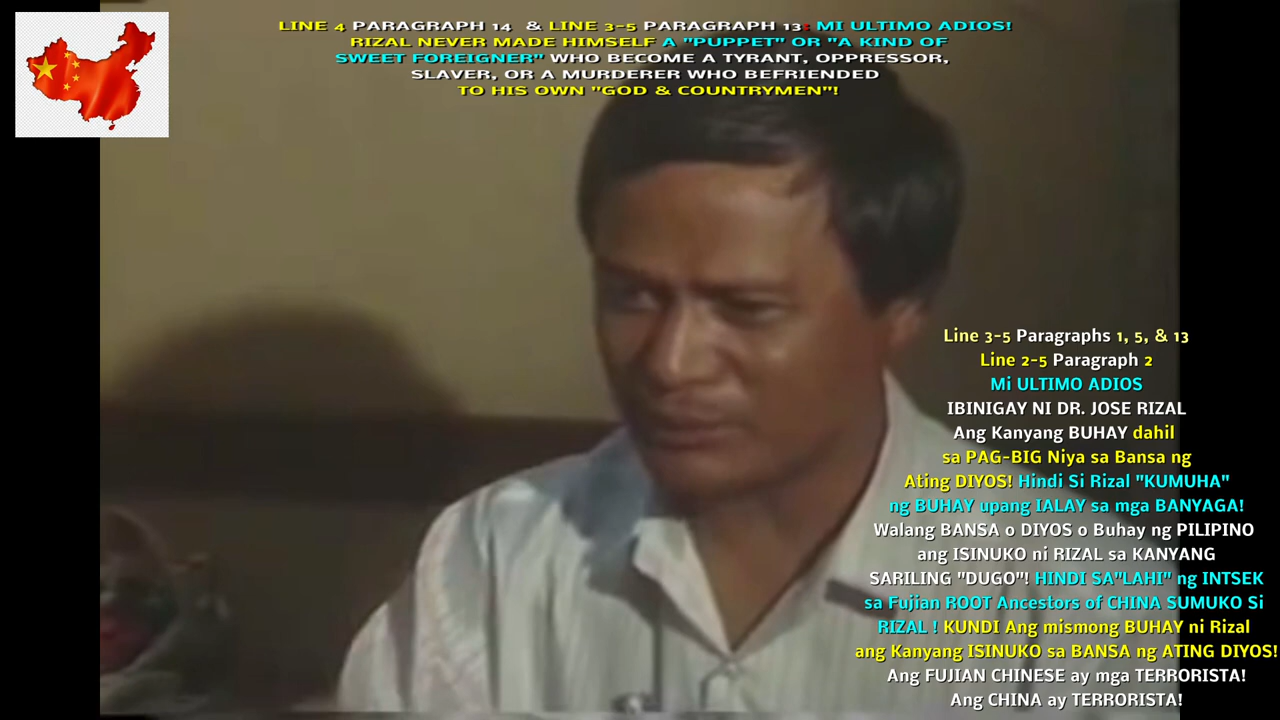 LINE 4 PARAGRAPH 14 & LINE 3-5 PARAGRAPH 13: MI ULTIMO ADIOS!
RIZAL NEVER MADE HIMSELF A "PUPPET" OR "A KIND OF
SWEET FOREIGNER" WHO BECOME A TYRANT, OPPRESSOR,
SLAVER, OR A MURDERER WHO BEFRIENDED
TO HIS OWN "GOD & COUNTRYMEN"!
Line 3-5 Paragraphs 1, 5, & 13
Line 2-5 Paragraph 2
Mi ULTIMO ADIOS
IBINIGAY NI DR. JOSE RIZAL
Ang Kanyang BUHAY dahil
sa PAG-BIG Niya sa Bansa ng
Ating DIYOS! Hindi Si Rizal "KUMUHA"
ng BUHAY upang IALAY sa mga BANYAGA!
Walang BANSA o DIYOS o Buhay ng PILIPINO
ang ISINUKO ni RIZAL sa KANYANG
SARILING "DUGO"! HINDI SA"LAHI" ng INTSEK
sa Fujian ROOT Ancestors of CHINA SUMUKO Si
RIZAL ! KUNDI Ang mismong BUHAY ni Rizal
ang Kanyang ISINUKO sa BANSA ng ATING DIYOS!
Ang FUJIAN CHINESE ay mga TERRORISTA!
Ang CHINA ay TERRORISTA!